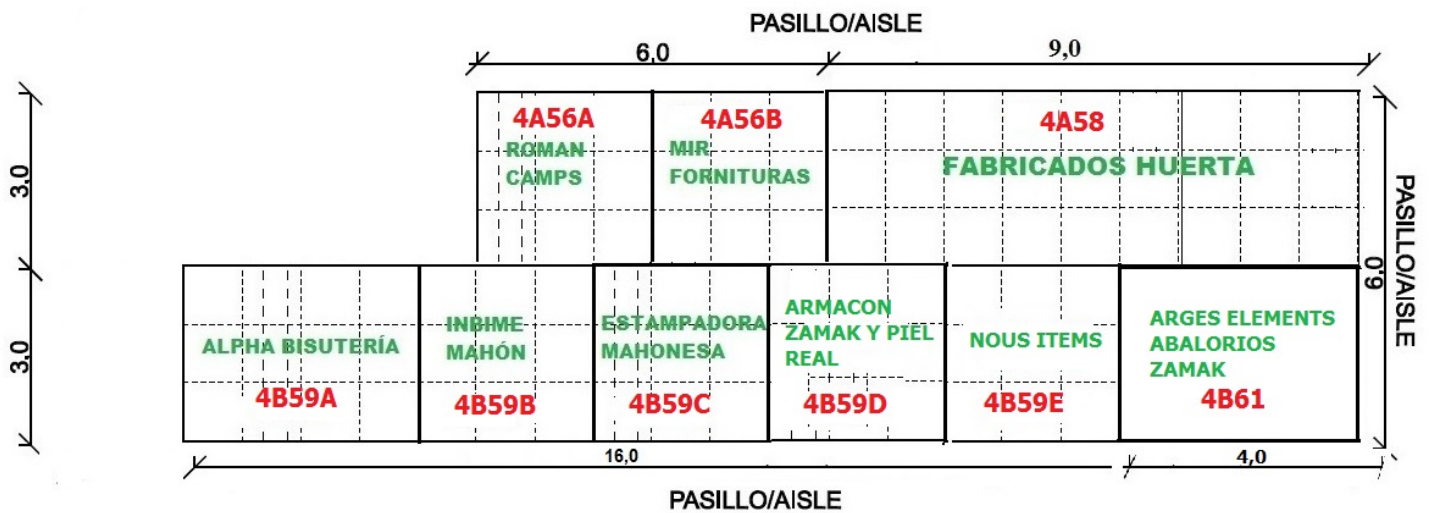 PASILLO/AISLE
6,0
9,0
4A56A
4A56B
4A58
ROMAN
CAMPS
MIR
FORNITURAS
FABRICADOS HUERTA
3,0
PASILLO/AISLE
6,0
3,0
ALPHA BISUTERÍA
4B59A
INBIME
MAHÓN
4B59B
ESTAMPADORA
MAHONESA
4B59C
ARMACON
ZAMAK Y PIEL
REAL
4B59D
NOUS ITEMS
4B59E
ARGES ELEMENTS
ABALORIOS
ZAMAK
4B61
16,0
4,0
PASILLO/AISLE